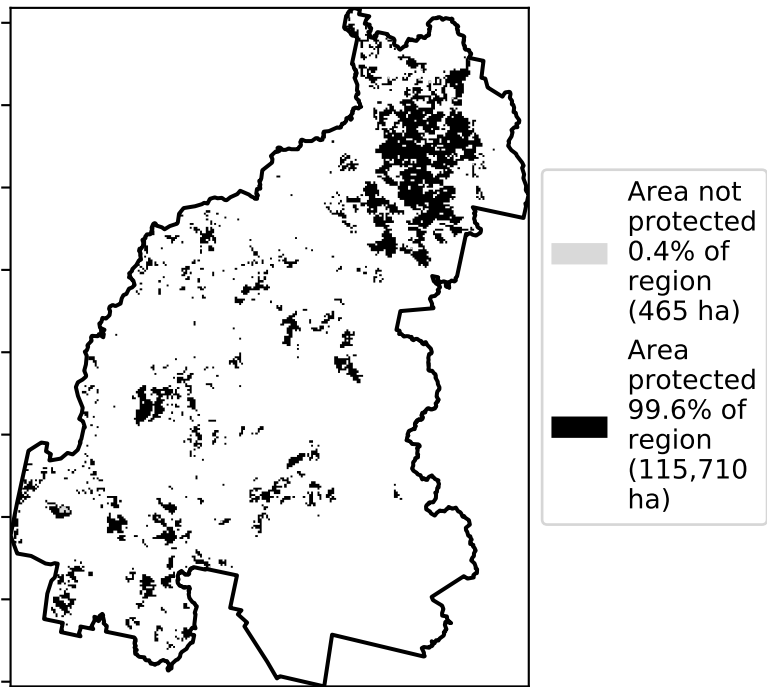 Area not
protected
0.4% of
region
(465 ha)
Area
protected
99.6% of
region
(115,710
ha)